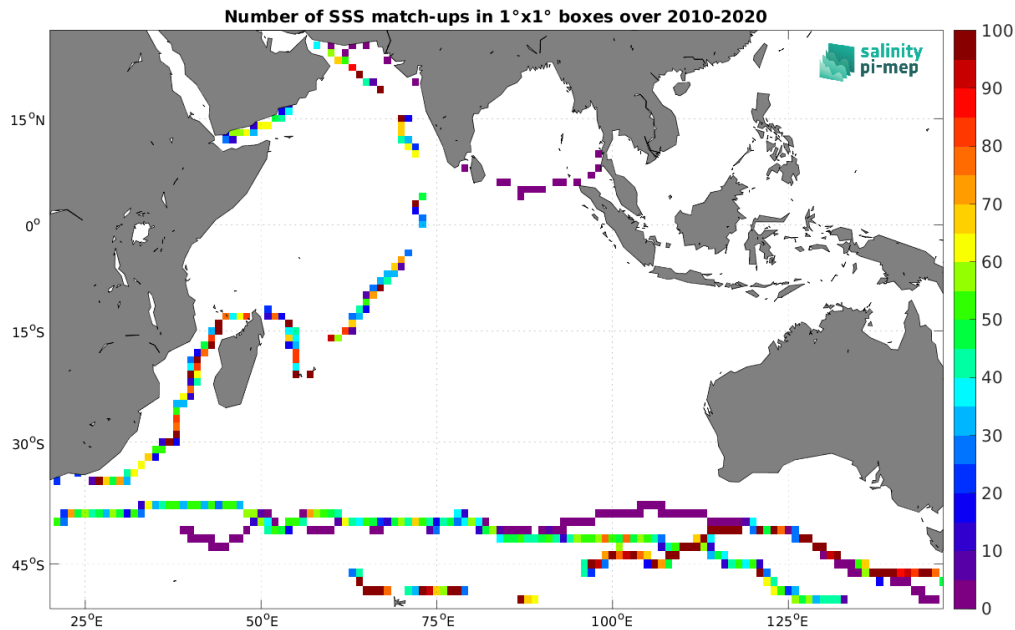 Number of SSS match-ups in 1°x1° boxes over 2010-2020
salinity
pi-mep
15°N
0°
15°S
30°S
45°S
25°E
50°E
75°E
100°E
125°E
100
90
80
70
60
50
40
30
20
10
0